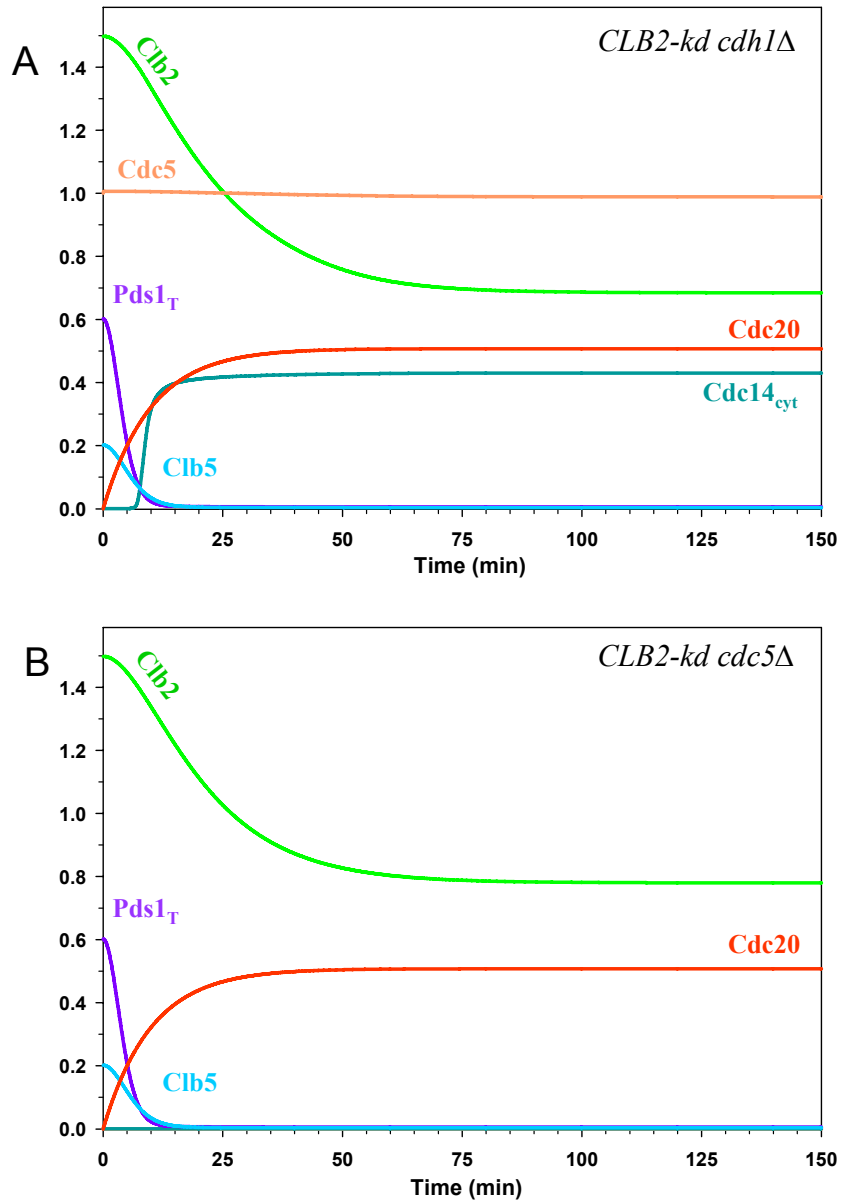 A
CLB2-kd cdh1Δ
Clb2
Cdc5
Pds1T
Cdc20
Cdc14cyt
Clb5
1.4
1.2
1.0
0.8
0.6
0.4
0.2
0.0
0 25 50 75 100 125 150
Time (min)
B
CLB2-kd cdc5Δ
Clb2
Pds1T
Cdc20
Clb5
1.4
1.2
1.0
0.8
0.6
0.4
0.2
0.0
0 25 50 75 100 125 150
Time (min)